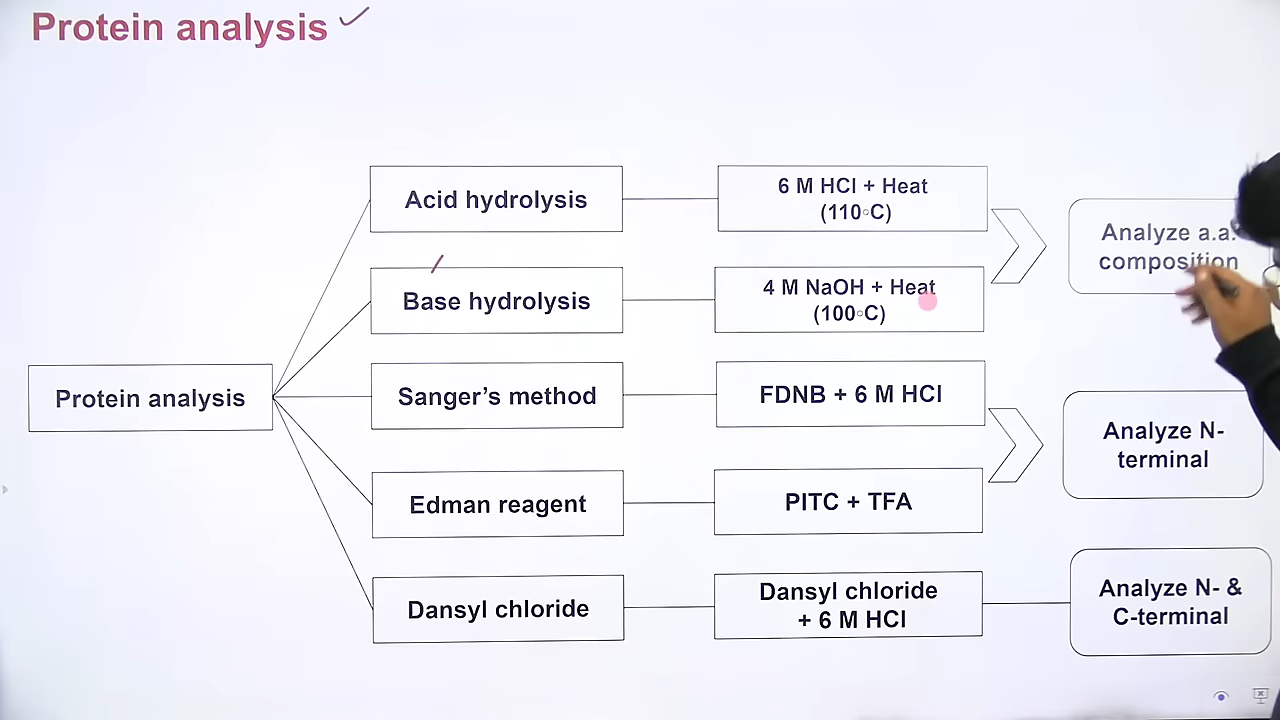 Protein analysis
Acid hydrolysis
6 M HCl + Heat
(110◦C)
Analyze a.a.
composition
Base hydrolysis
4 M NaOH + Heat
(100◦C)
Protein analysis
Sanger's method
FDNB + 6 M HCl
Analyze N-
terminal
Edman reagent
PITC + TFA
Dansyl chloride
Dansyl chloride
+ 6 M HCl
Analyze N- &
C-terminal